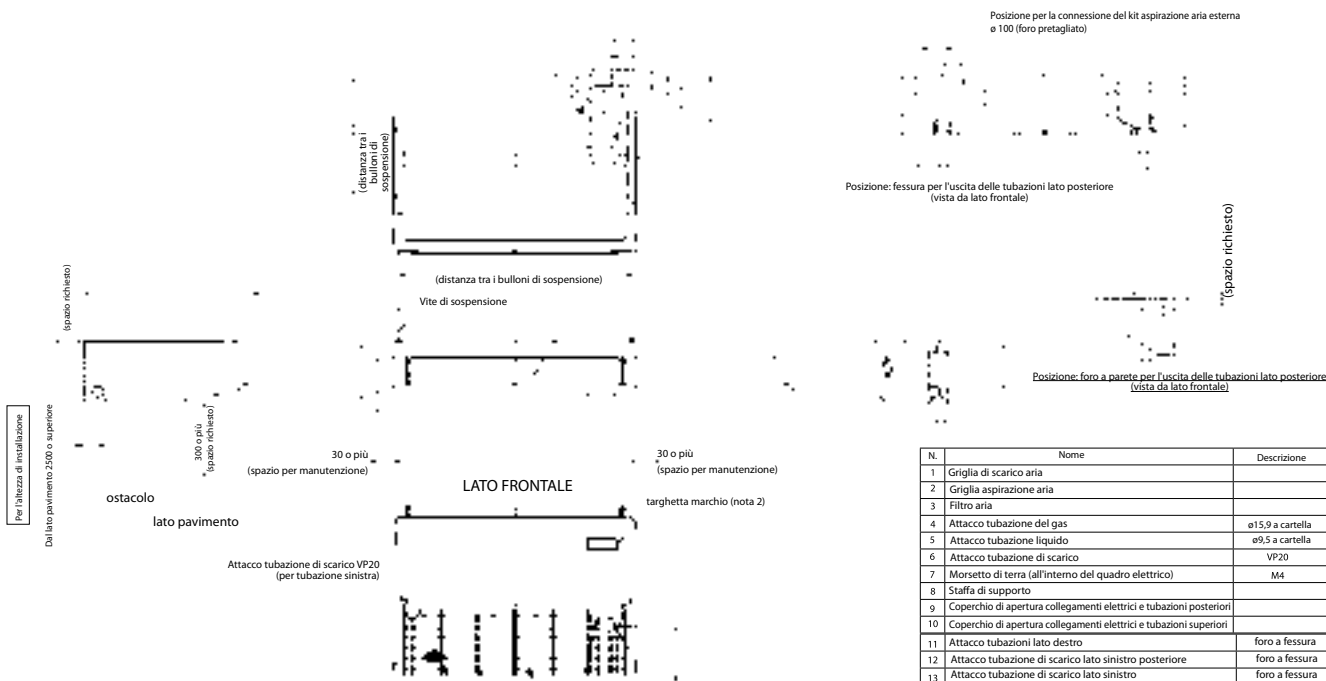 Posizione per la connessione del kit aspirazione aria esterna
ø 100 (foro pretagliato)
(distanza tra i
bulloni di
sospensione)
Posizione: fessura per l'uscita delle tubazioni lato posteriore
(vista da lato frontale)
(spazio richiesto)
(spazio richiesto)
(distanza tra i bulloni di sospensione)
Vite di sospensione
Posizione: foro a parete per l'uscita delle tubazioni lato posteriore
(vista da lato frontale)
Per l'altezza di installazione
Dal lato pavimento 2500 o superiore
300 o più
(spazio richiesto)
30 o più
(spazio per manutenzione)
30 o più
(spazio per manutenzione)
LATO FRONTALE
targhetta marchio (nota 2)
ostacolo
lato pavimento
Attacco tubazione di scarico VP20
(per tubazione sinistra)
N. Nome Descrizione
1 Griglia di scarico aria
2 Griglia aspirazione aria
3 Filtro aria
4 Attacco tubazione del gas ø15,9 a cartella
5 Attacco tubazione liquido ø9,5 a cartella
6 Attacco tubazione di scarico VP20
7 Morsetto di terra (all'interno del quadro elettrico) M4
8 Staffa di supporto
9 Coperchio di apertura collegamenti elettrici e tubazioni posteriori
10 Coperchio di apertura collegamenti elettrici e tubazioni superiori
11 Attacco tubazioni lato destro foro a fessura
12 Attacco tubazione di scarico lato sinistro posteriore foro a fessura
13 Attacco tubazione di scarico lato sinistro foro a fessura